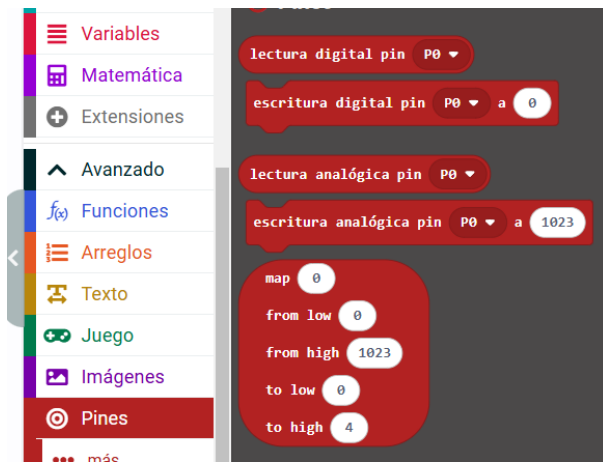 Variables
Matemática
Extensiones
Avanzado
f(x) Funciones
Arreglos
Texto
Juego
Imágenes
Pines
más
lectura digital pin P0
escritura digital pin P0 a 0
lectura analógica pin P0
escritura analógica pin P0 a 1023
map 0
from low 0
from high 1023
to low 0
to high 4